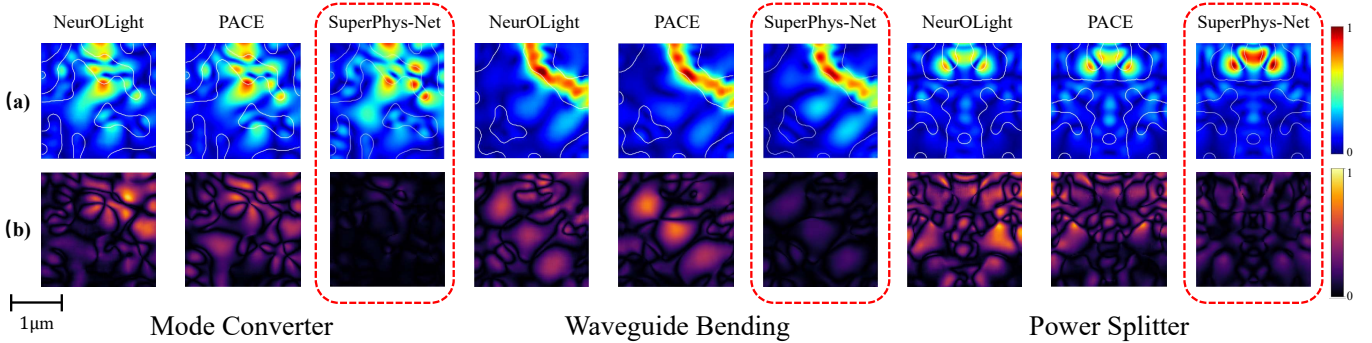 NeurOLight PACE SuperPhys-Net NeurOLight PACE SuperPhys-Net NeurOLight PACE SuperPhys-Net
1
(a)
0
1
(b)
0
1μm
Mode Converter Waveguide Bending Power Splitter